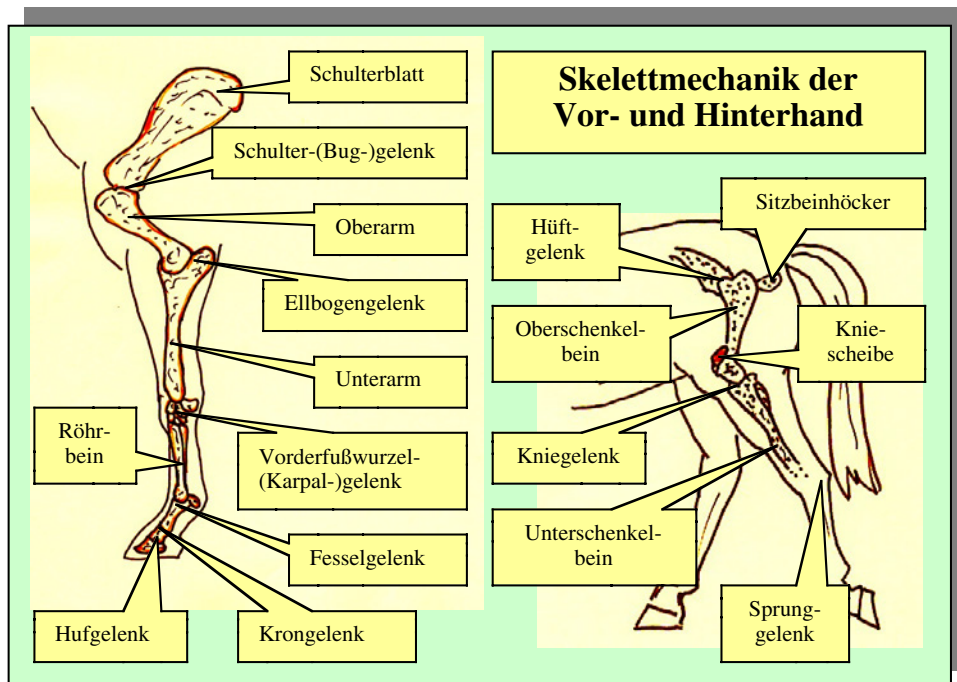 Skelettmechanik der
Vor- und Hinterhand
Schulterblatt
Schulter-(Bug-)gelenk
Oberarm
Ellbogengelenk
Unterarm
Röhr-
bein
Vorderfußwurzel-
(Karpal-)gelenk
Fesselgelenk
Hufgelenk
Krongelenk
Sitzbeinhöcker
Hüft-
gelenk
Oberschenkel-
bein
Knie-
scheibe
Kniegelenk
Unterschenkel-
bein
Sprung-
gelenk